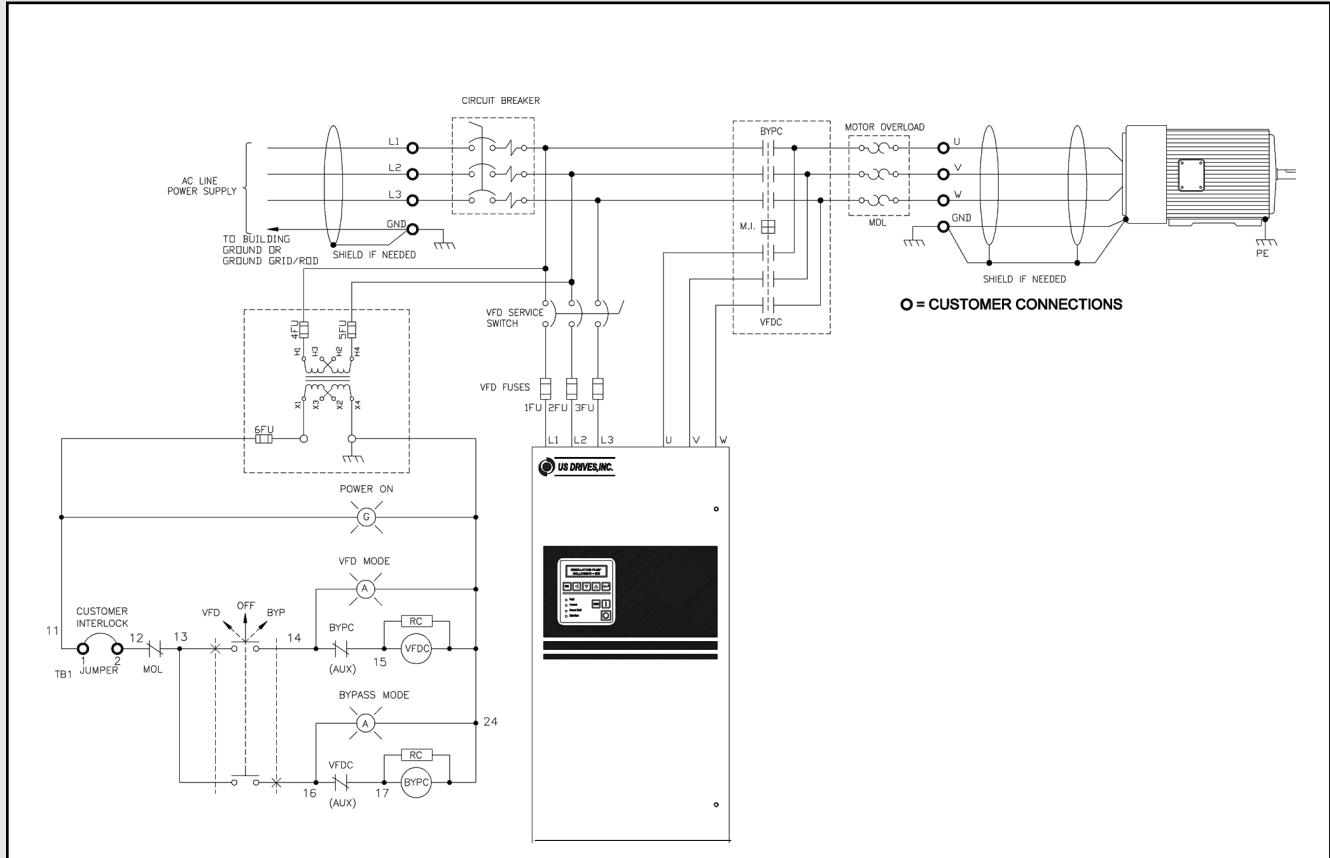 CIRCUIT BREAKER
BYPC
MOTOR OVERLOAD
L1
U
L2
V
AC LINE
POWER SUPPLY
L3
W
GND
M.I.
MOL
GND
TO BUILDING
GROUND OR
GROUND GRID/ROD
SHIELD IF NEEDED
PE
SHIELD IF NEEDED
O = CUSTOMER CONNECTIONS
VFD SERVICE
SWITCH
VFDC
4FU
5FU
H1
H3
H2
H4
VFD FUSES
1FU 2FU 3FU
X1
X3
X2
X4
6FU
L1 L2 L3
U V W
US DRIVES, INC.
POWER ON
G
VFD MODE
A
CUSTOMER
INTERLOCK
VFD OFF BYP
BYPC
RC
11
12
13
14
VFDC
1
2
TB1
JUMPER
MOL
(AUX)
15
BYPASS MODE
A
24
VFDC
RC
BYPC
16
17
(AUX)